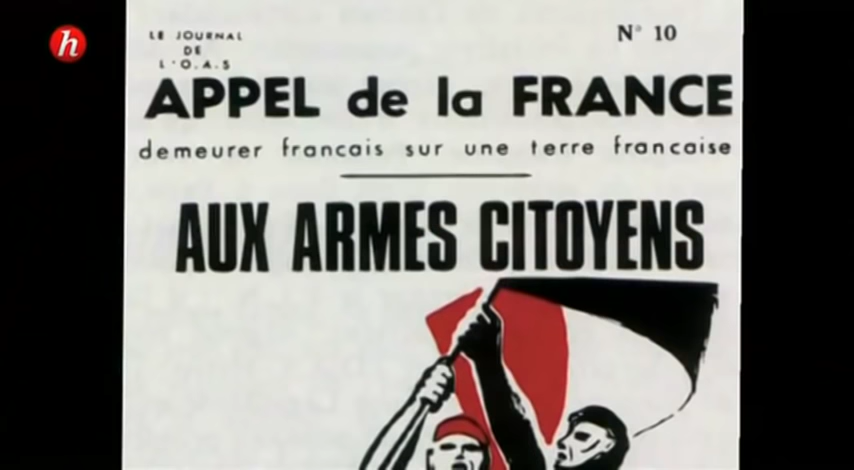 h
LE JOURNAL
DE
L'O.A.S
N° 10
APPEL de la FRANCE
demeurer francais sur une terre francaise
AUX ARMES CITOYENS